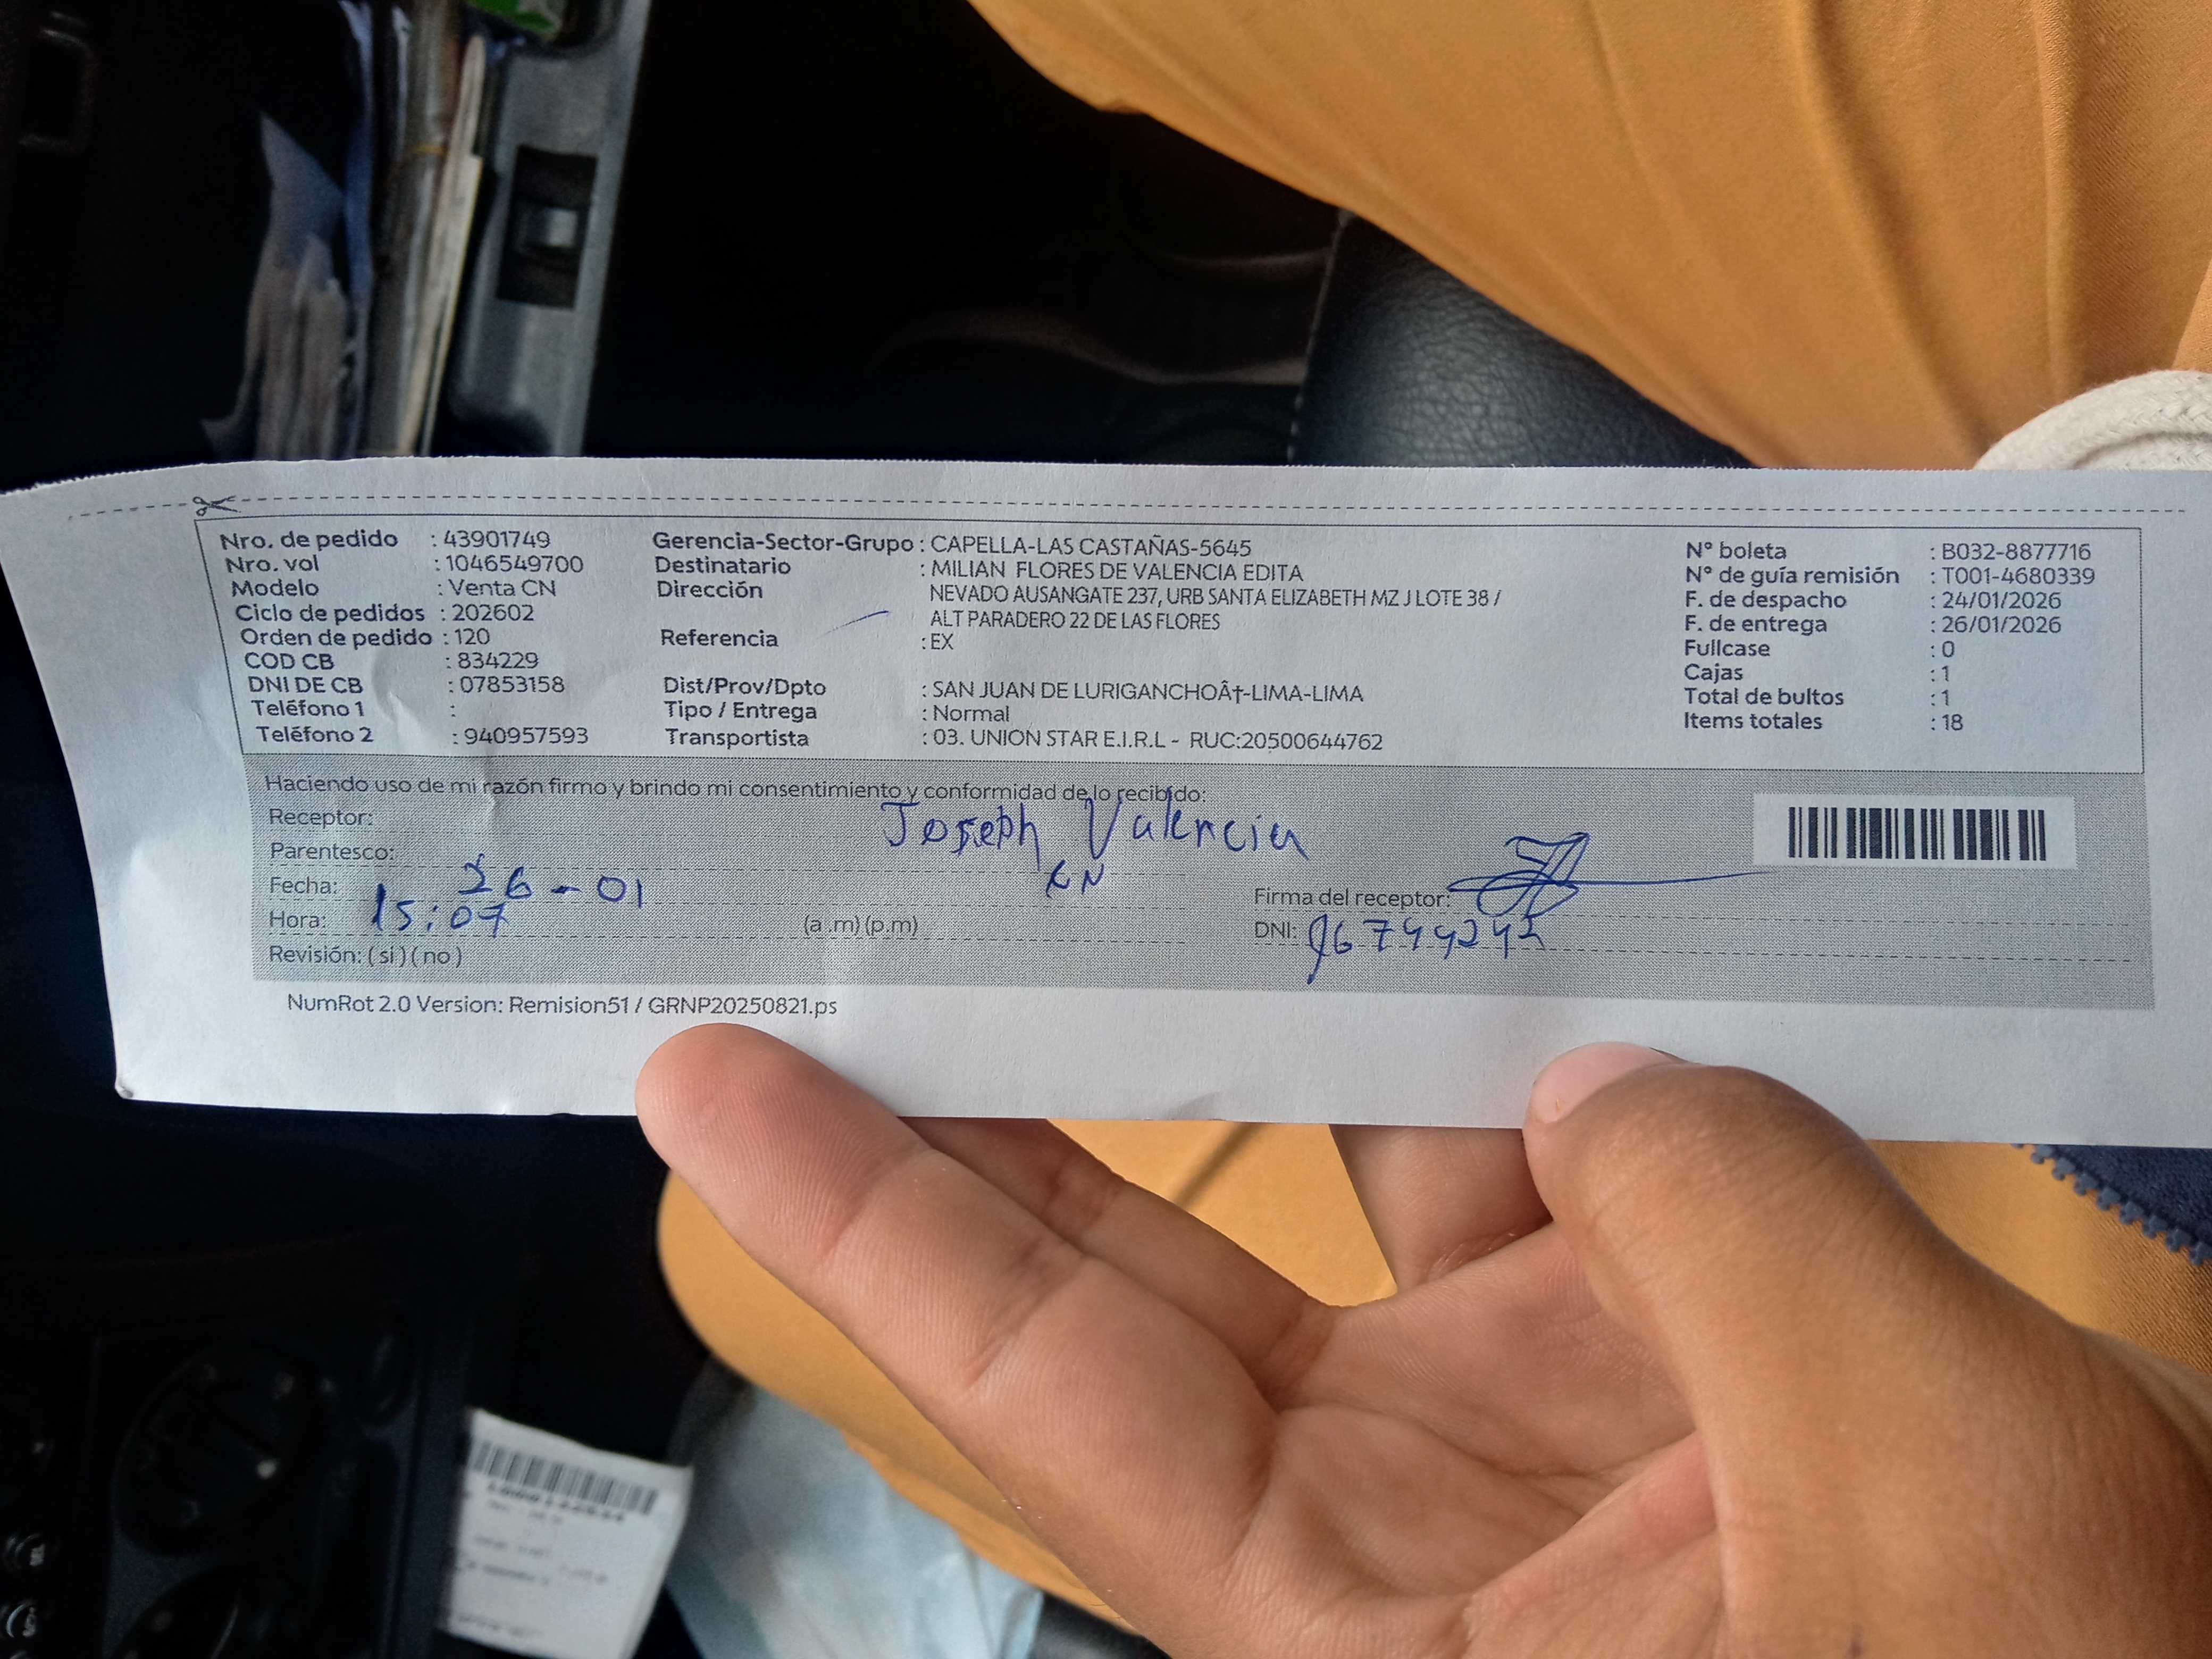 Nro. de pedido : 43901749
Nro. vol : 1046549700
Modelo : Venta CN
Ciclo de pedidos : 202602
Orden de pedido : 120
COD CB : 834229
DNI DE CB : 07853158
Teléfono 1 :
Teléfono 2 : 940957593
Gerencia-Sector-Grupo : CAPELLA-LAS CASTAÑAS-5645
Destinatario : MILIAN FLORES DE VALENCIA EDITA
Dirección NEVADO AUSANGATE 237, URB SANTA ELIZABETH MZ J LOTE 38 /
ALT PARADERO 22 DE LAS FLORES
Referencia : EX
Dist/Prov/Dpto : SAN JUAN DE LURIGANCHOÂ†-LIMA-LIMA
Tipo / Entrega : Normal
Transportista : 03. UNION STAR E.I.R.L - RUC:20500644762
N° boleta : B032-8877716
N° de guía remisión : T001-4680339
F. de despacho : 24/01/2026
F. de entrega : 26/01/2026
Fullcase : 0
Cajas : 1
Total de bultos : 1
Items totales : 18
Haciendo uso de mi razón firmo y brindo mi consentimiento y conformidad de lo recibido:
Receptor: Joseph Valencia
Parentesco:
Fecha: 26-01
Hora: 15:07 (a .m) (p.m)
Revisión: ( si ) ( no )
Firma del receptor:
DNI:
NumRot 2.0 Version: Remision51 / GRNP20250821.ps